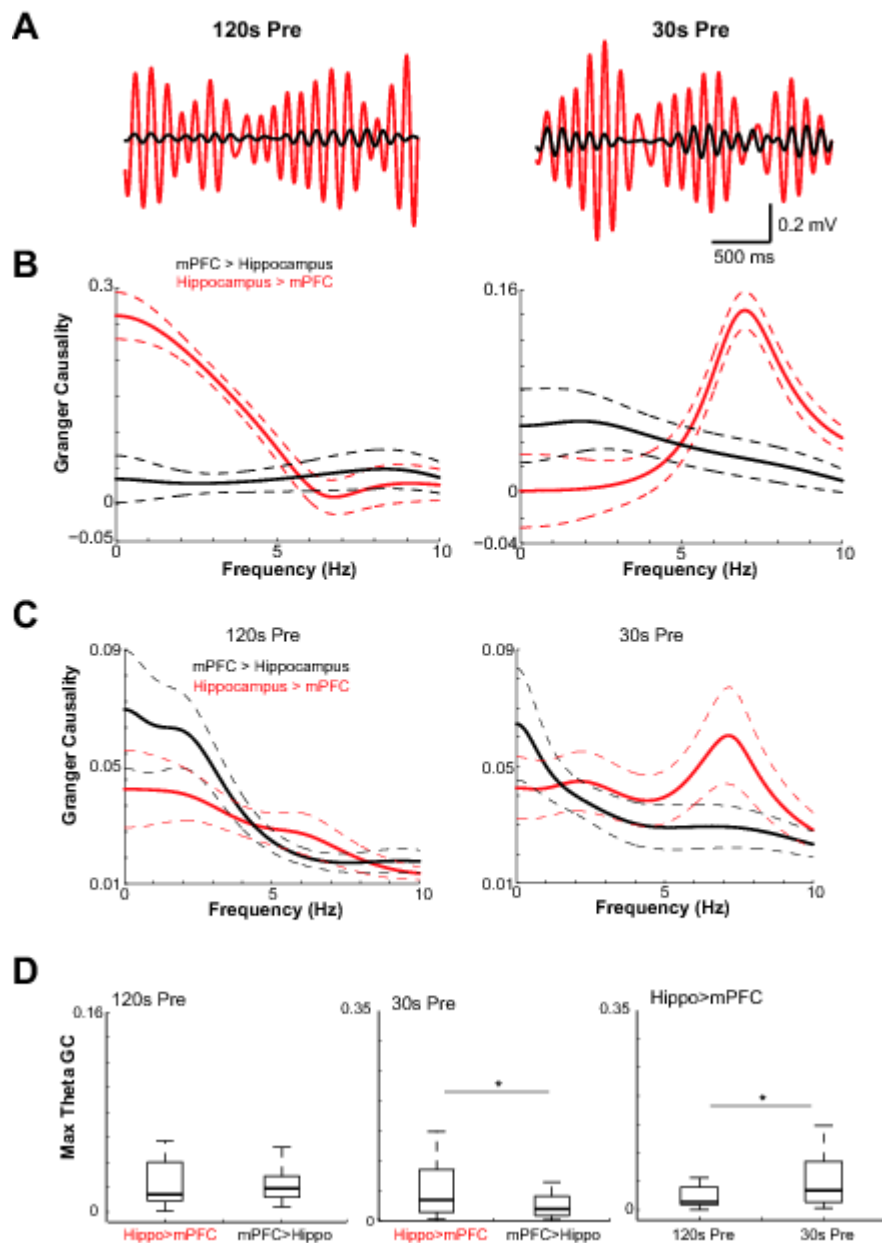 A
120s Pre
30s Pre
0.2 mV
500 ms
B
mPFC > Hippocampus
Hippocampus > mPFC
Granger Causality
0.3
0
−0.05
0
5
10
Frequency (Hz)
0.16
0
−0.04
0
5
10
Frequency (Hz)
C
120s Pre
30s Pre
mPFC > Hippocampus
Hippocampus > mPFC
Granger Causality
0.09
0.05
0.01
0
5
10
Frequency (Hz)
0.09
0.05
0.01
0
5
10
Frequency (Hz)
D
Max Theta GC
120s Pre
0.16
0
Hippo>mPFC
mPFC>Hippo
30s Pre
0.35
0
*
Hippo>mPFC
mPFC>Hippo
Hippo>mPFC
0.35
0
*
120s Pre
30s Pre